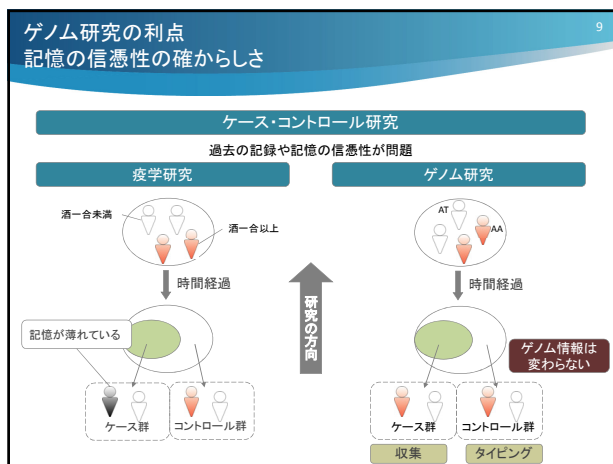 ゲノム研究の利点
記憶の信憑性の確からしさ
9
ケース・コントロール研究
過去の記録や記憶の信憑性が問題
疫学研究
ゲノム研究
酒一合未満
酒一合以上
AT
AA
時間経過
時間経過
研究の方向
記憶が薄れている
ゲノム情報は
変わらない
ケース群
コントロール群
ケース群
コントロール群
収集
タイピング